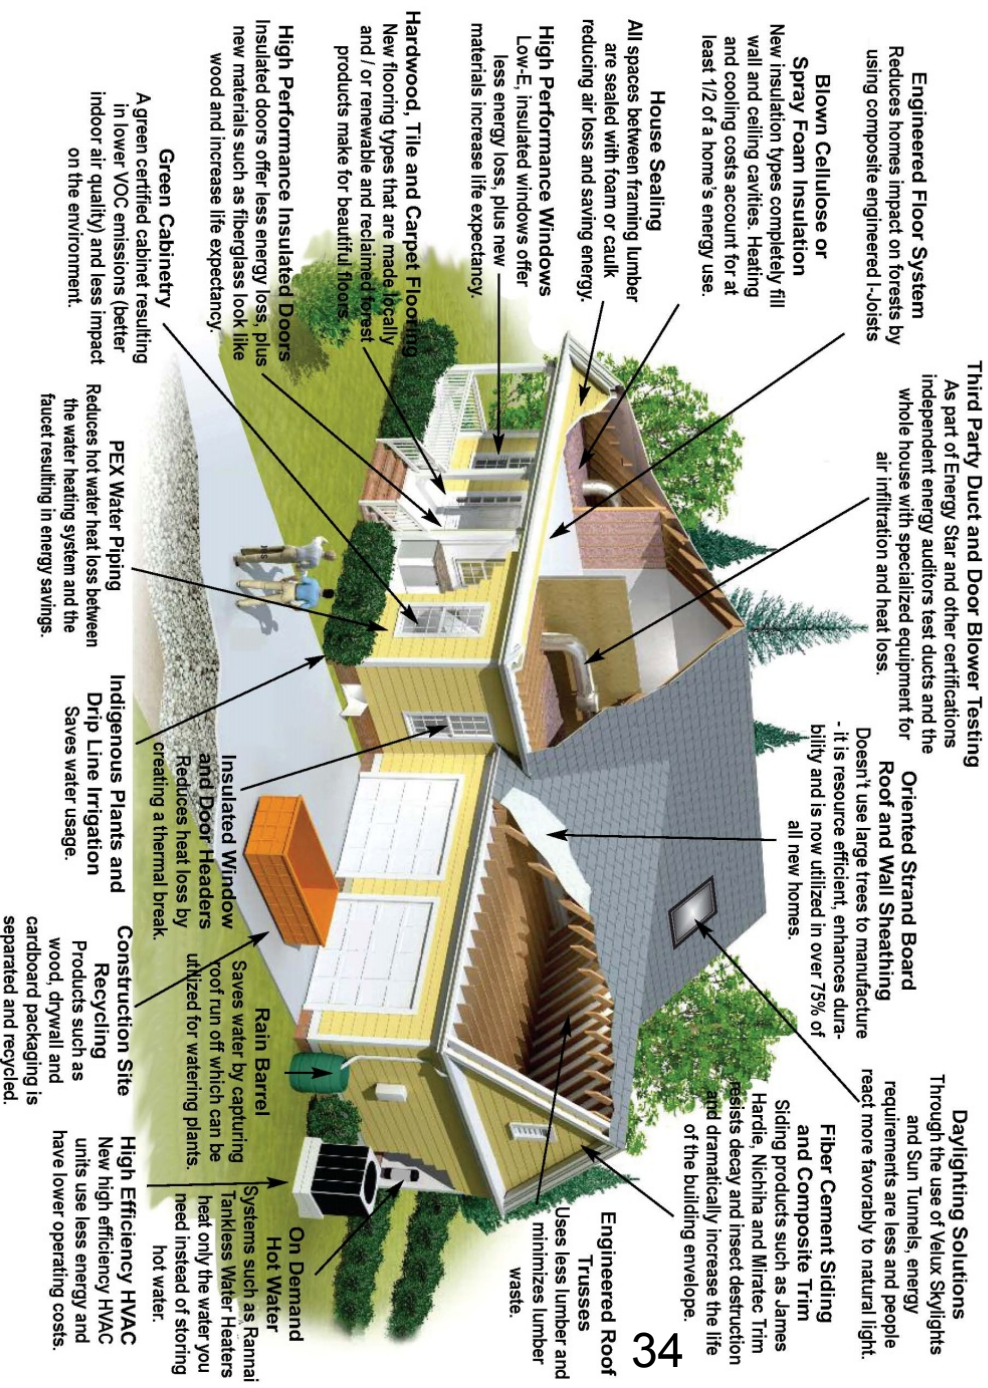 Engineered Floor System
Reduces homes impact on forests by
using composite engineered I-Joists
Blown Cellulose or
Spray Foam Insulation
New insulation types completely fill
wall and ceiling cavities. Heating
and cooling costs account for at
least 1/2 of a home's energy use.
House Sealing
All spaces between framing lumber
are sealed with foam or caulk
reducing air loss and saving energy.
High Performance Windows
Low-E, insulated windows offer
less energy loss, plus new
materials increase life expectancy.
Hardwood, Tile and Carpet Flooring
New flooring types that are made locally
and / or renewable and reclaimed forest
products make for beautiful floors.
High Performance Insulated Doors
Insulated doors offer less energy loss, plus
new materials such as fiberglass look like
wood and increase life expectancy.
Green Cabinetry
A green certified cabinet resulting
in lower VOC emissions (better
indoor air quality) and less impact
on the environment.
Third Party Duct and Door Blower Testing
As part of Energy Star and other certifications
independent energy auditors test ducts and the
whole house with specialized equipment for
air infiltration and heat loss.
Oriented Strand Board
Roof and Wall Sheathing
Doesn't use large trees to manufacture
- it is resource efficient, enhances dura-
bility and is now utilized in over 75% of
all new homes.
Daylighting Solutions
Through the use of Velux Skylights
and Sun Tunnels, energy
requirements are less and people
react more favorably to natural light.
Fiber Cement Siding
and Composite Trim
Siding products such as James
Hardie, Nichiha and Miratec Trim
resists decay and insect destruction
and dramatically increase the life
of the building envelope.
Engineered Roof
Trusses
Uses less lumber and
minimizes lumber
waste.
PEX Water Piping
Reduces hot water heat loss between
the water heating system and the
faucet resulting in energy savings.
Indigenous Plants and
Drip Line Irrigation
Saves water usage.
Insulated Window
and Door Headers
Reduces heat loss by
creating a thermal break.
Construction Site
Recycling
Products such as
wood, drywall and
cardboard packaging is
separated and recycled.
Rain Barrel
Saves water by capturing
roof run off which can be
utilized for watering plants.
High Efficiency HVAC
New high efficiency HVAC
units use less energy and
have lower operating costs.
On Demand
Hot Water
Systems such as Rannai
Tankless Water Heaters
heat only the water you
need instead of storing
hot water.
34